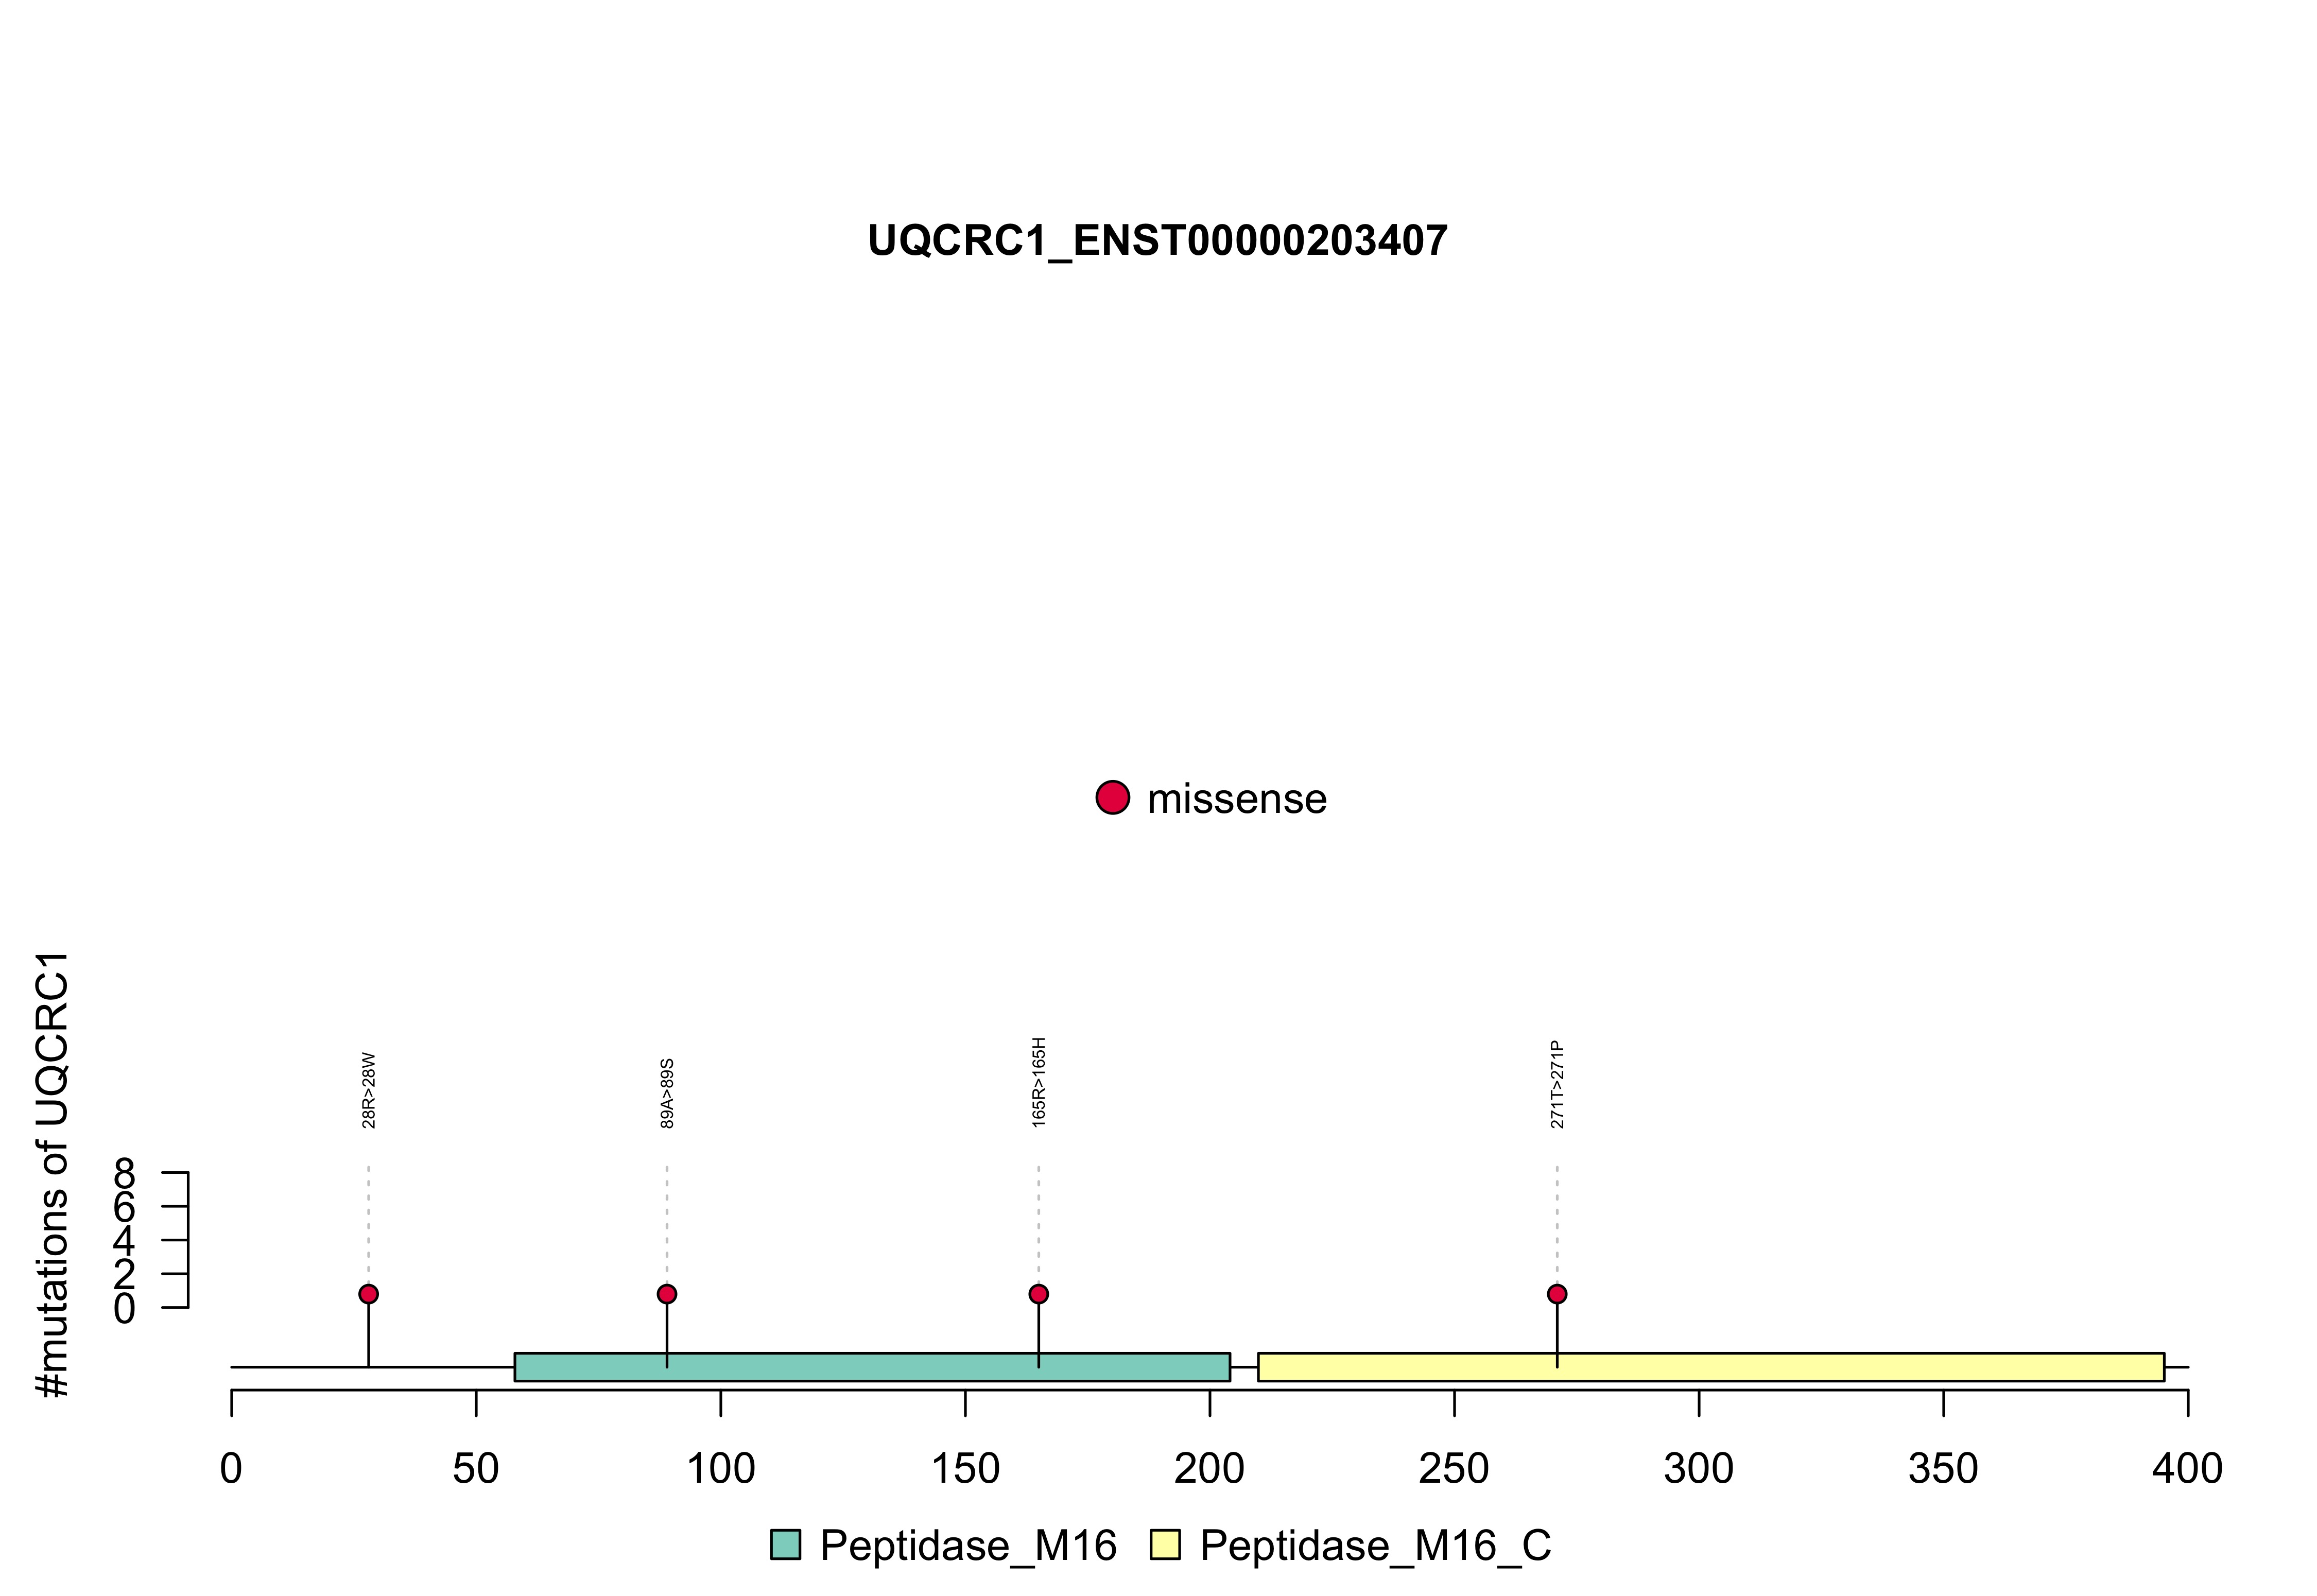 UQCRC1_ENST00000203407
missense
#mutations of UQCRC1
28R>28W
89A>89S
165R>165H
271T>271P
8
6
4
2
0
0 50 100 150 200 250 300 350 400
Peptidase_M16 Peptidase_M16_C